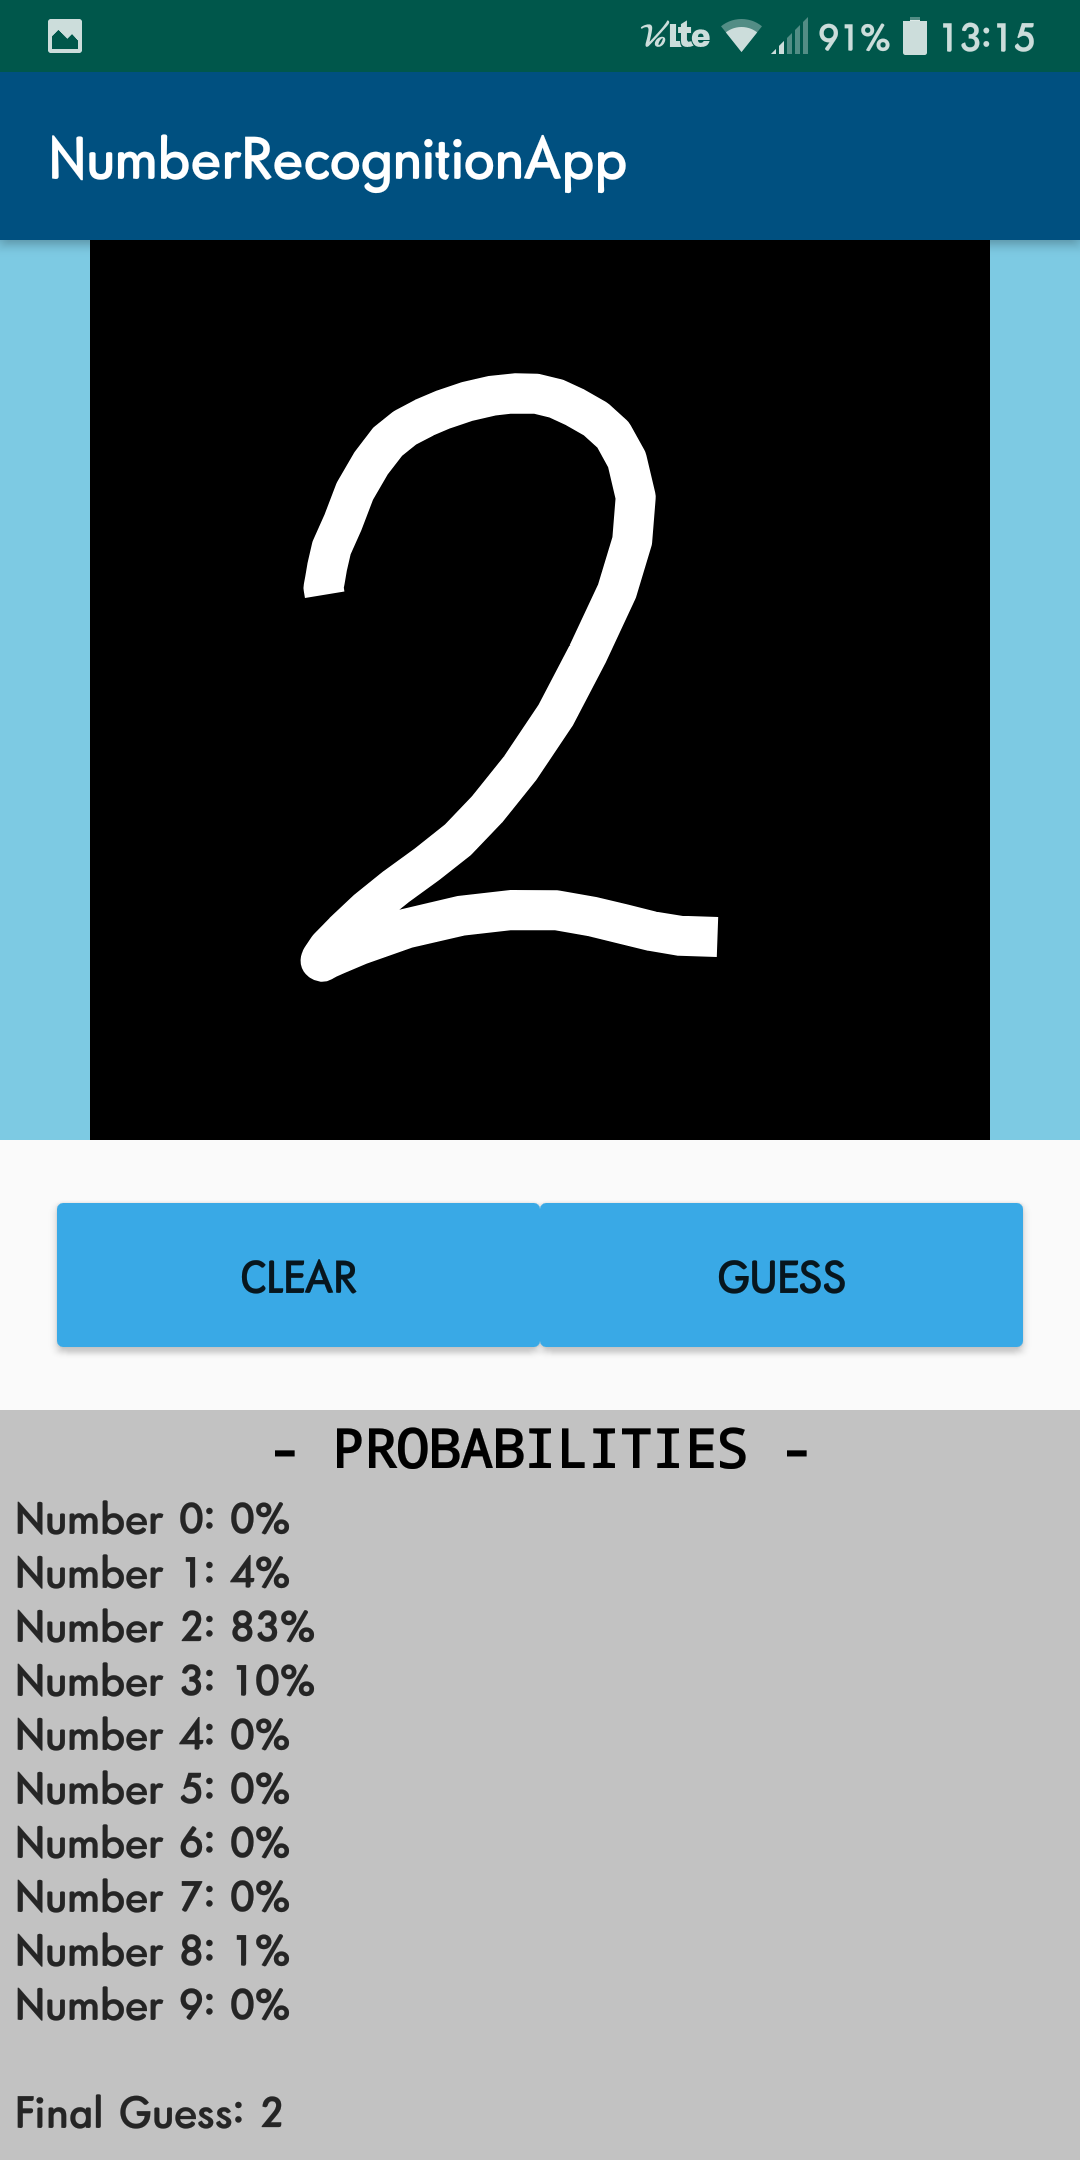 VoLte 91% 13:15
NumberRecognitionApp
2
CLEAR GUESS
- PROBABILITIES -
Number 0: 0%
Number 1: 4%
Number 2: 83%
Number 3: 10%
Number 4: 0%
Number 5: 0%
Number 6: 0%
Number 7: 0%
Number 8: 1%
Number 9: 0%
Final Guess: 2